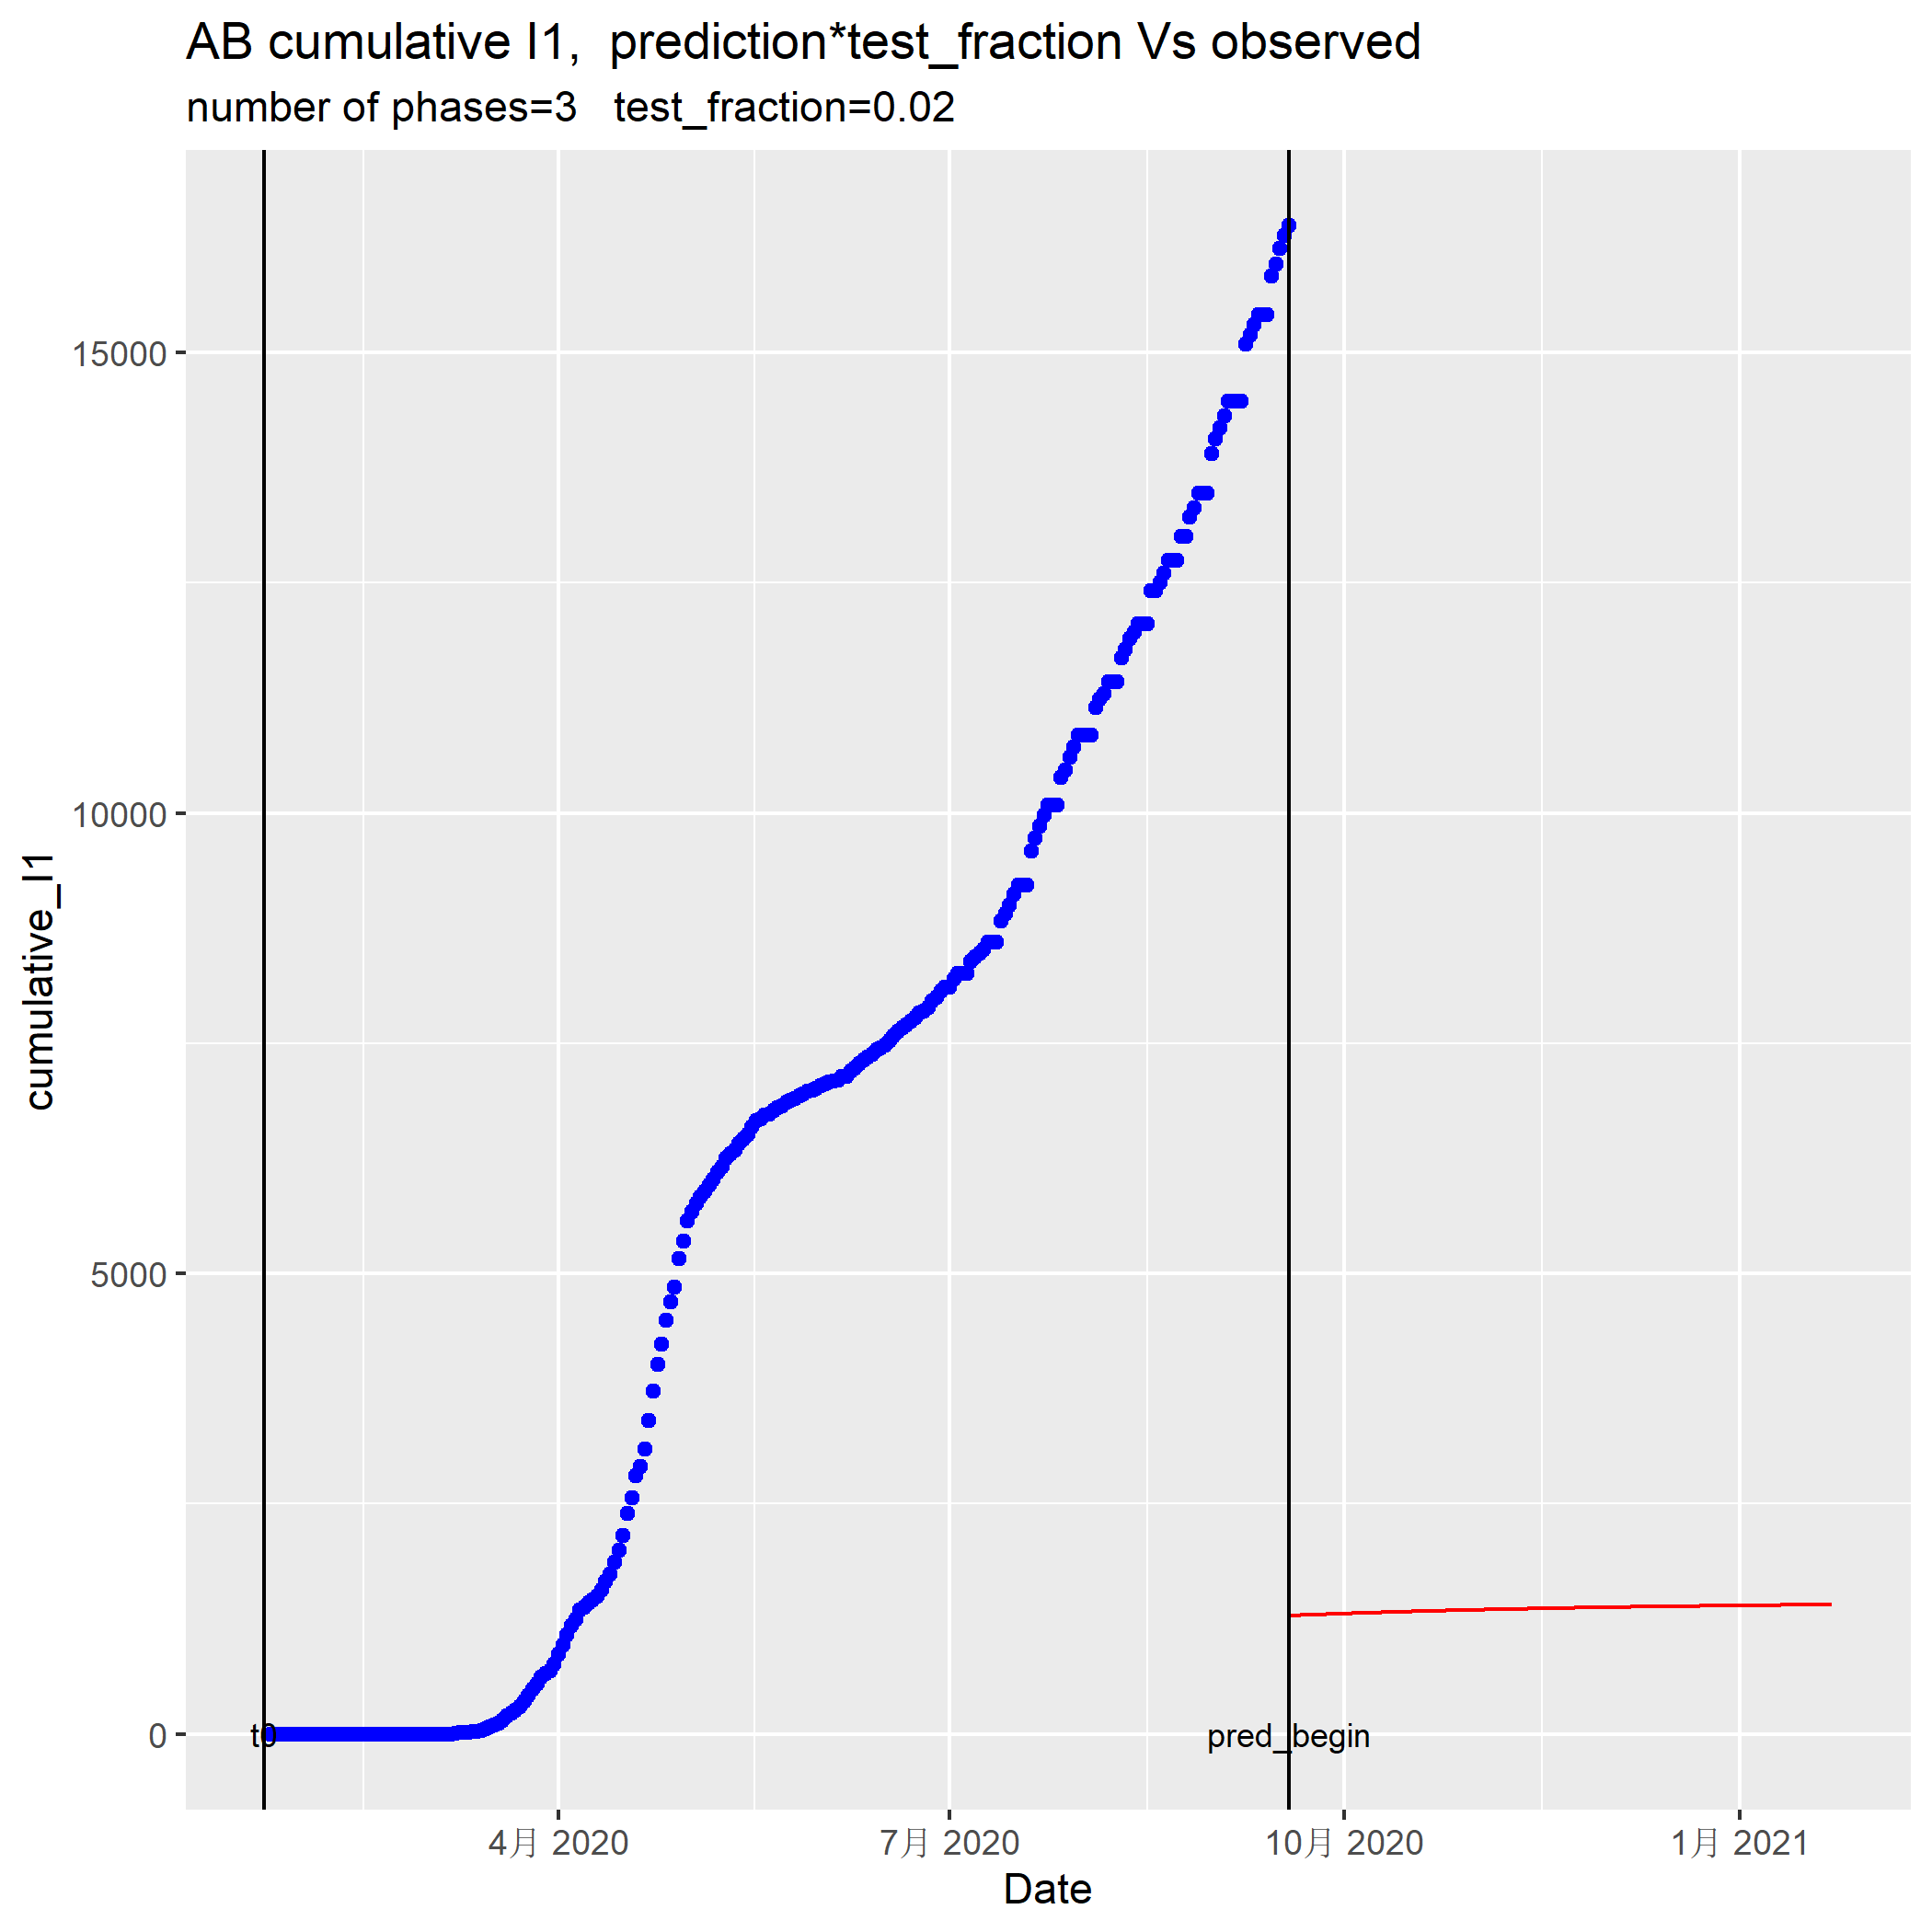 AB cumulative I1,  prediction*test_fraction Vs observed
number of phases=3   test_fraction=0.02
cumulative_I1
15000
10000
5000
0
t0
pred_begin
4月 2020
7月 2020
10月 2020
1月 2021
Date